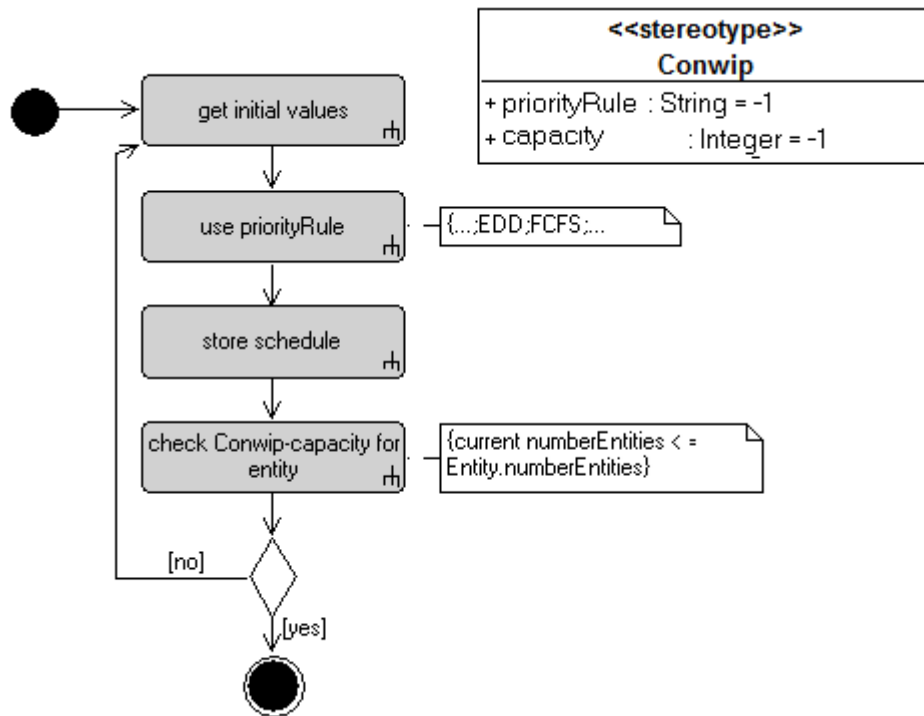 <<stereotype>>
Conwip
+ priorityRule : String = -1
+ capacity : Integer = -1
get initial values
use priorityRule
{...;EDD;FCFS;...
store schedule
check Conwip-capacity for
entity
{current numberEntities < =
Entity.numberEntities}
[no]
[yes]